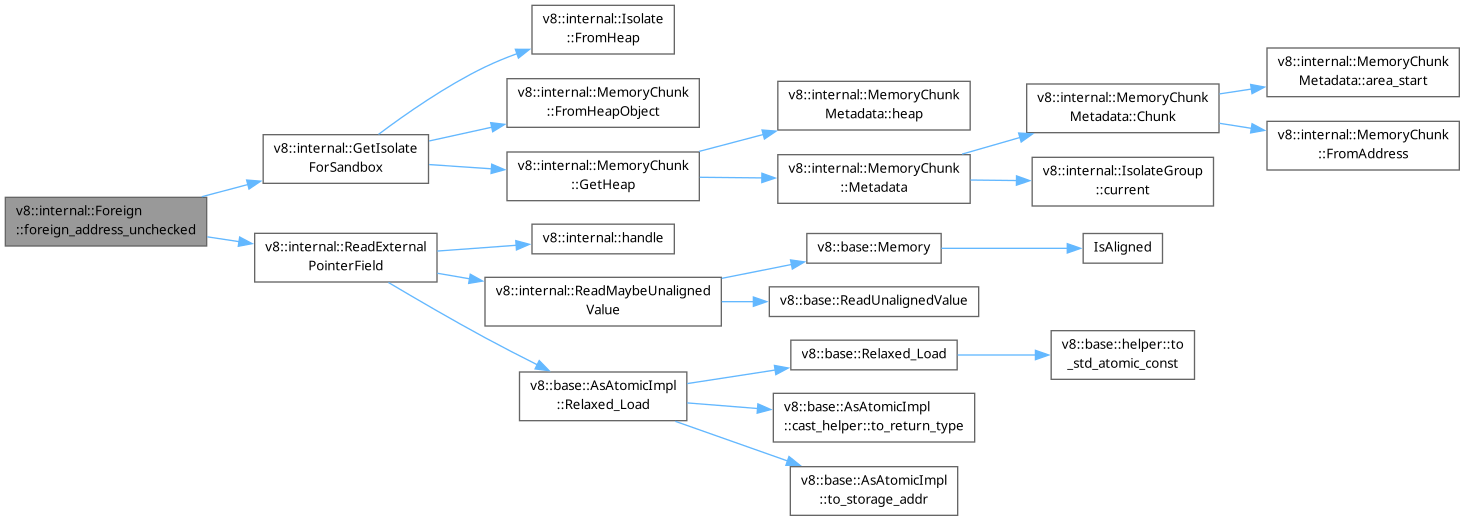 v8::internal::Foreign
::foreign_address_unchecked
v8::internal::GetIsolate
ForSandbox
v8::internal::ReadExternal
PointerField
v8::internal::Isolate
::FromHeap
v8::internal::MemoryChunk
::FromHeapObject
v8::internal::MemoryChunk
::GetHeap
v8::internal::handle
v8::internal::ReadMaybeUnaligned
Value
v8::base::AsAtomicImpl
::Relaxed_Load
v8::internal::MemoryChunk
Metadata::heap
v8::internal::MemoryChunk
::Metadata
v8::base::Memory
v8::base::ReadUnalignedValue
v8::base::Relaxed_Load
v8::base::AsAtomicImpl
::cast_helper::to_return_type
v8::base::AsAtomicImpl
::to_storage_addr
v8::internal::MemoryChunk
Metadata::Chunk
v8::internal::IsolateGroup
::current
IsAligned
v8::base::helper::to
_std_atomic_const
v8::internal::MemoryChunk
Metadata::area_start
v8::internal::MemoryChunk
::FromAddress